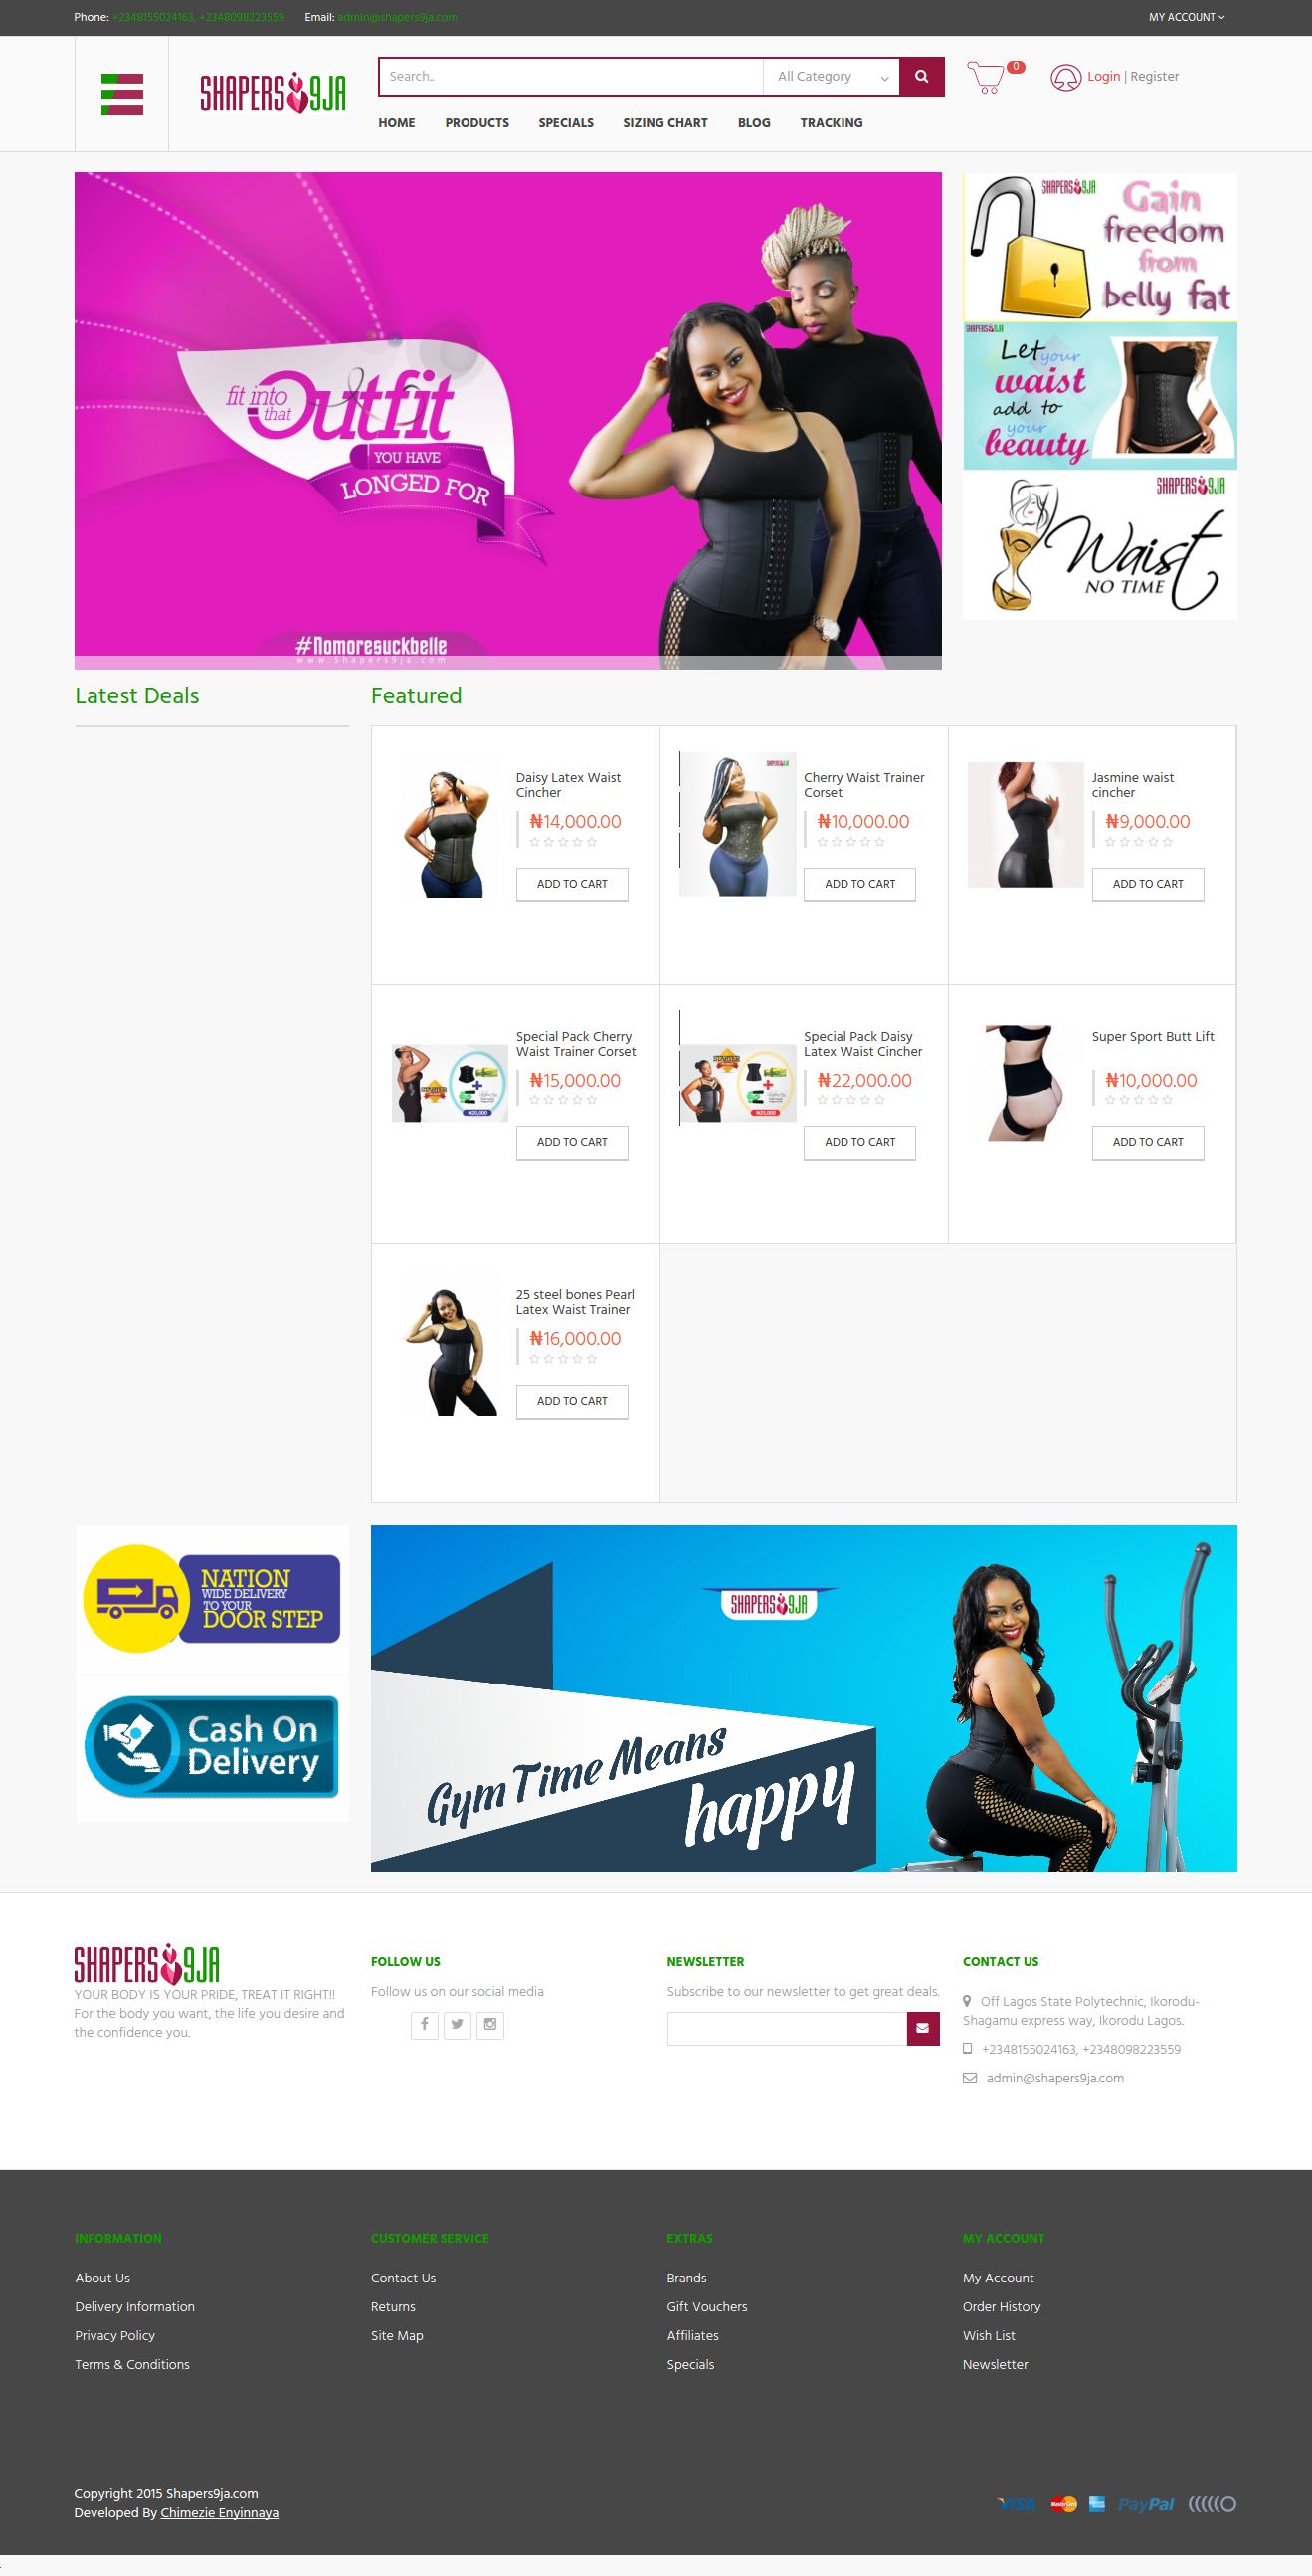 Phone: +2348155024163, +2348098223559 Email: admin@shapers9ja.com MY ACCOUNT
SHAPERS 9JA
Search.. All Category
0
Login | Register
HOME PRODUCTS SPECIALS SIZING CHART BLOG TRACKING
fit into
that
Outfit
YOU HAVE
LONGED FOR
#Nomoresuckbelle
www.Shapers9ja.com
SHAPERS 9JA
Gain
freedom
from
belly fat
SHAPERS 9JA
Let your
waist
add to
your
beauty
SHAPERS 9JA
Waist
NO TIME
Latest Deals
Featured
Daisy Latex Waist
Cincher
₦14,000.00
ADD TO CART
SHAPERS 9JA
Cherry Waist Trainer
Corset
₦10,000.00
ADD TO CART
Jasmine waist
cincher
₦9,000.00
ADD TO CART
STARTER
Special Pack Cherry
Waist Trainer Corset
₦15,000.00
ADD TO CART
STARTER
Special Pack Daisy
Latex Waist Cincher
₦22,000.00
ADD TO CART
Super Sport Butt Lift
₦10,000.00
ADD TO CART
25 steel bones Pearl
Latex Waist Trainer
₦16,000.00
ADD TO CART
NATION
WIDE DELIVERY
TO YOUR
DOOR STEP
Cash On
Delivery
SHAPERS 9JA
Gym Time Means
happy
SHAPERS 9JA
YOUR BODY IS YOUR PRIDE, TREAT IT RIGHT!!
For the body you want, the life you desire and
the confidence you.
FOLLOW US
Follow us on our social media
NEWSLETTER
Subscribe to our newsletter to get great deals.
CONTACT US
Off Lagos State Polytechnic, Ikorodu-
Shagamu express way, Ikorodu Lagos.
+2348155024163, +2348098223559
admin@shapers9ja.com
INFORMATION
About Us
Delivery Information
Privacy Policy
Terms & Conditions
CUSTOMER SERVICE
Contact Us
Returns
Site Map
EXTRAS
Brands
Gift Vouchers
Affiliates
Specials
MY ACCOUNT
My Account
Order History
Wish List
Newsletter
Copyright 2015 Shapers9ja.com
Developed By Chimezie Enyinnaya
VISA MasterCard PayPal